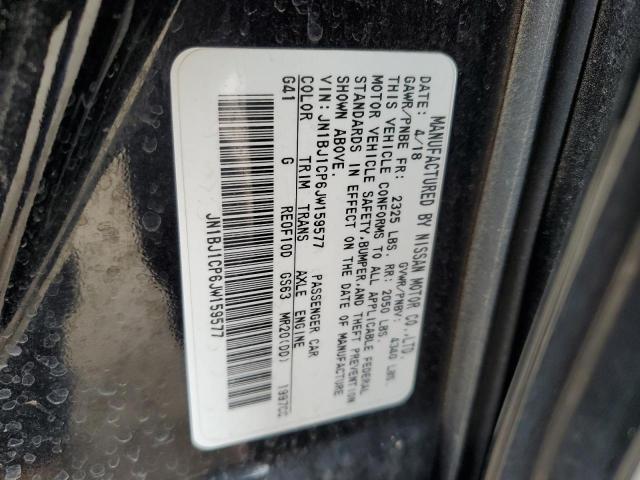 MANUFACTURED BY NISSAN MOTOR CO.,LTD.
DATE: 4/18 GVWR/PNBV: 4340 LBS.
GAWR/PNBE FR: 2325 LBS. RR: 2050 LBS.
THIS VEHICLE CONFORMS TO ALL APPLICABLE FEDERAL
MOTOR VEHICLE SAFETY,BUMPER,AND THEFT PREVENTION
STANDARDS IN EFFECT ON THE DATE OF MANUFACTURE
SHOWN ABOVE.
VIN:JN1BJ1CP6JW159577 PASSENGER CAR
COLOR TRIM TRANS AXLE ENGINE
G41 G RE0F10D GS63 MR20(DD) 1997CC
JN1BJ1CP6JW159577